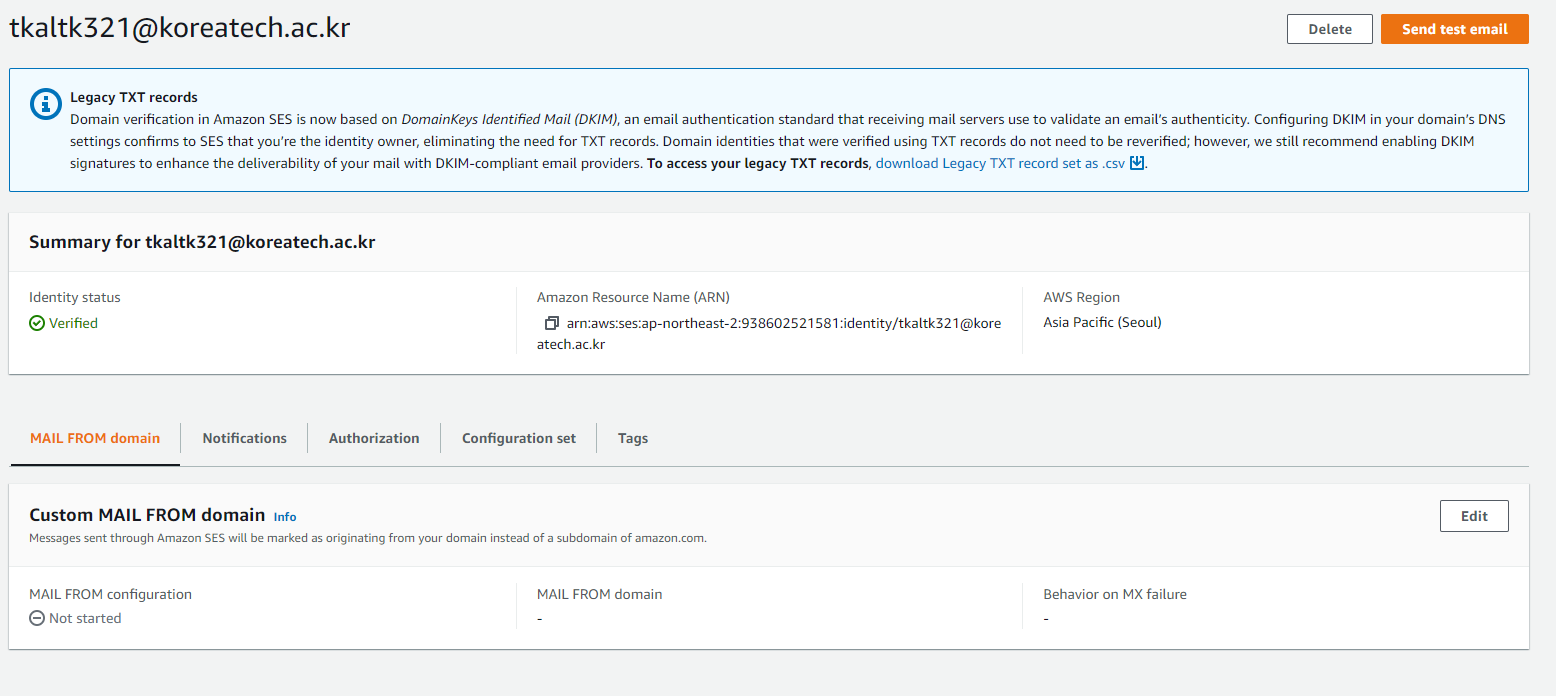 tkaltk321@koreatech.ac.kr
Delete
Send test email
Legacy TXT records
Domain verification in Amazon SES is now based on DomainKeys Identified Mail (DKIM), an email authentication standard that receiving mail servers use to validate an email's authenticity. Configuring DKIM in your domain's DNS
settings confirms to SES that you're the identity owner, eliminating the need for TXT records. Domain identities that were verified using TXT records do not need to be reverified; however, we still recommend enabling DKIM
signatures to enhance the deliverability of your mail with DKIM-compliant email providers. To access your legacy TXT records, download Legacy TXT record set as .csv.
Summary for tkaltk321@koreatech.ac.kr
Identity status
Verified
Amazon Resource Name (ARN)
arn:aws:ses:ap-northeast-2:938602521581:identity/tkaltk321@kore
atech.ac.kr
AWS Region
Asia Pacific (Seoul)
MAIL FROM domain
Notifications
Authorization
Configuration set
Tags
Custom MAIL FROM domain Info
Messages sent through Amazon SES will be marked as originating from your domain instead of a subdomain of amazon.com.
Edit
MAIL FROM configuration
Not started
MAIL FROM domain
-
Behavior on MX failure
-